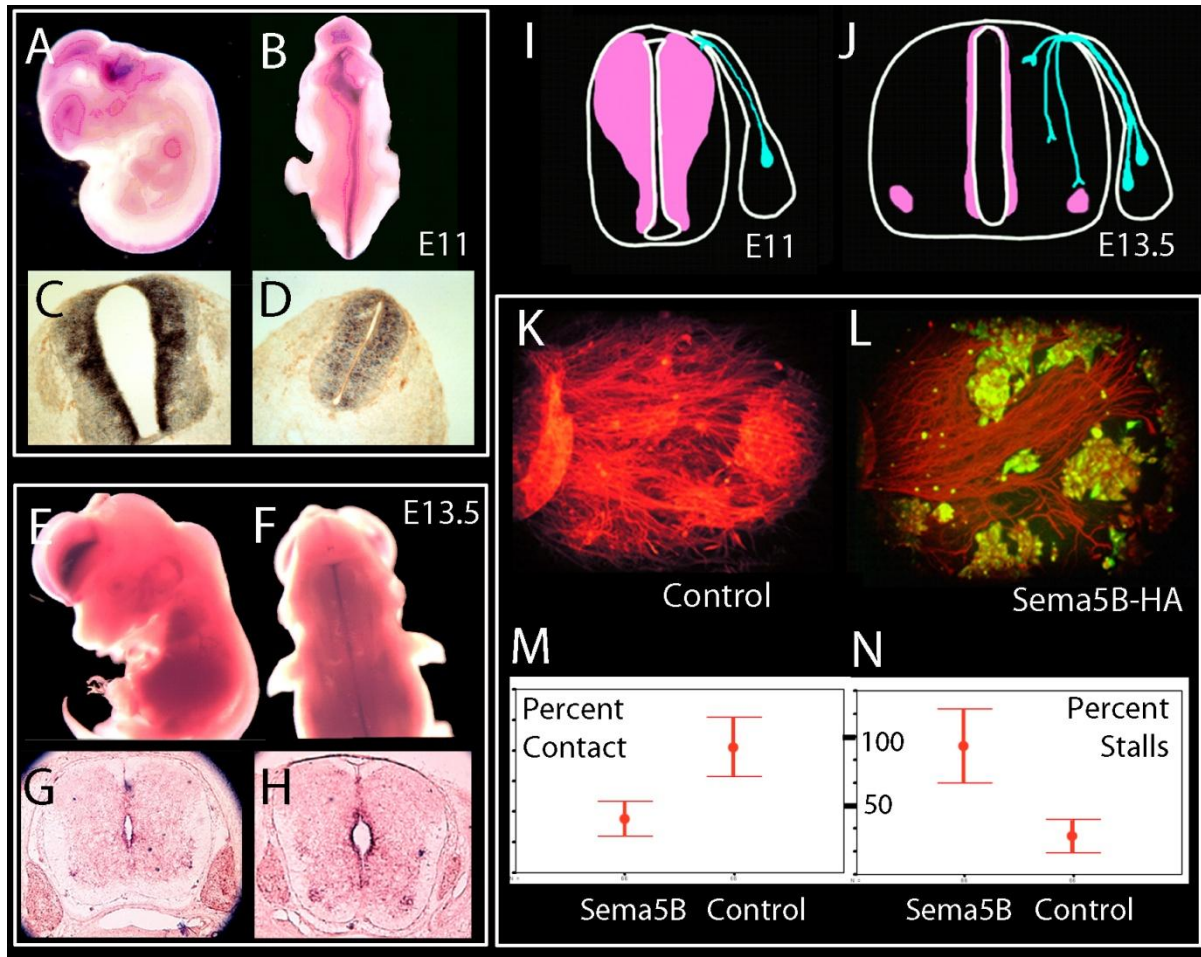 A
B
E11
C
D
E
F
E13.5
G
H
I
E11
J
E13.5
K
Control
L
Sema5B-HA
M
Percent
Contact
Sema5B
Control
N
Percent
Stalls
100
50
Sema5B
Control